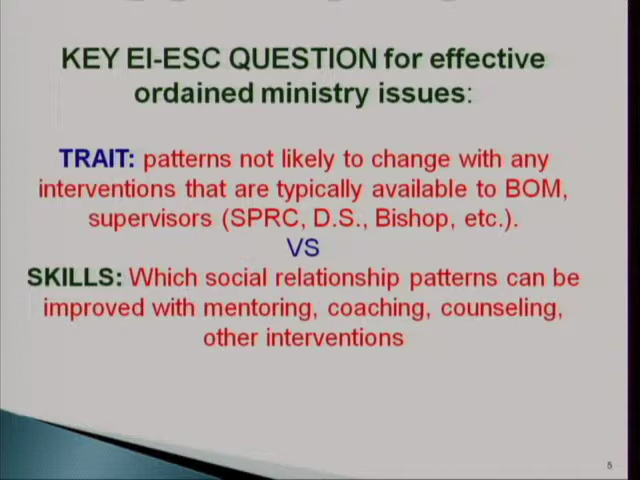 KEY EI-ESC QUESTION for effective
ordained ministry issues:
TRAIT: patterns not likely to change with any
interventions that are typically available to BOM,
supervisors (SPRC, D.S., Bishop, etc.).
VS
SKILLS: Which social relationship patterns can be
improved with mentoring, coaching, counseling,
other interventions
5